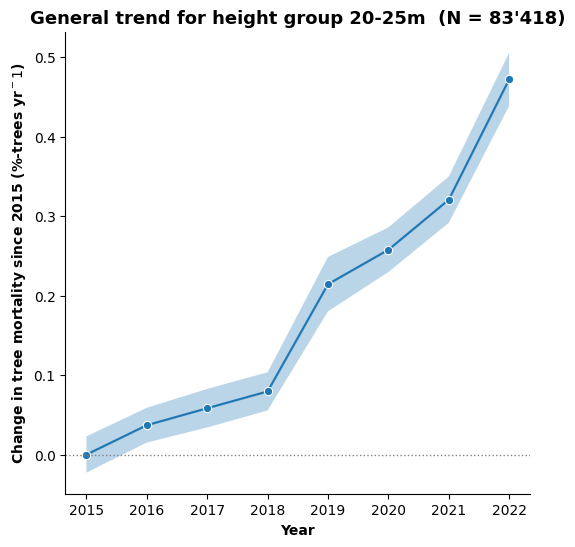 General trend for height group 20-25m (N = 83'418)
Change in tree mortality since 2015 (%-trees yr⁻1)
0.5
0.4
0.3
0.2
0.1
0.0
2015 2016 2017 2018 2019 2020 2021 2022
Year